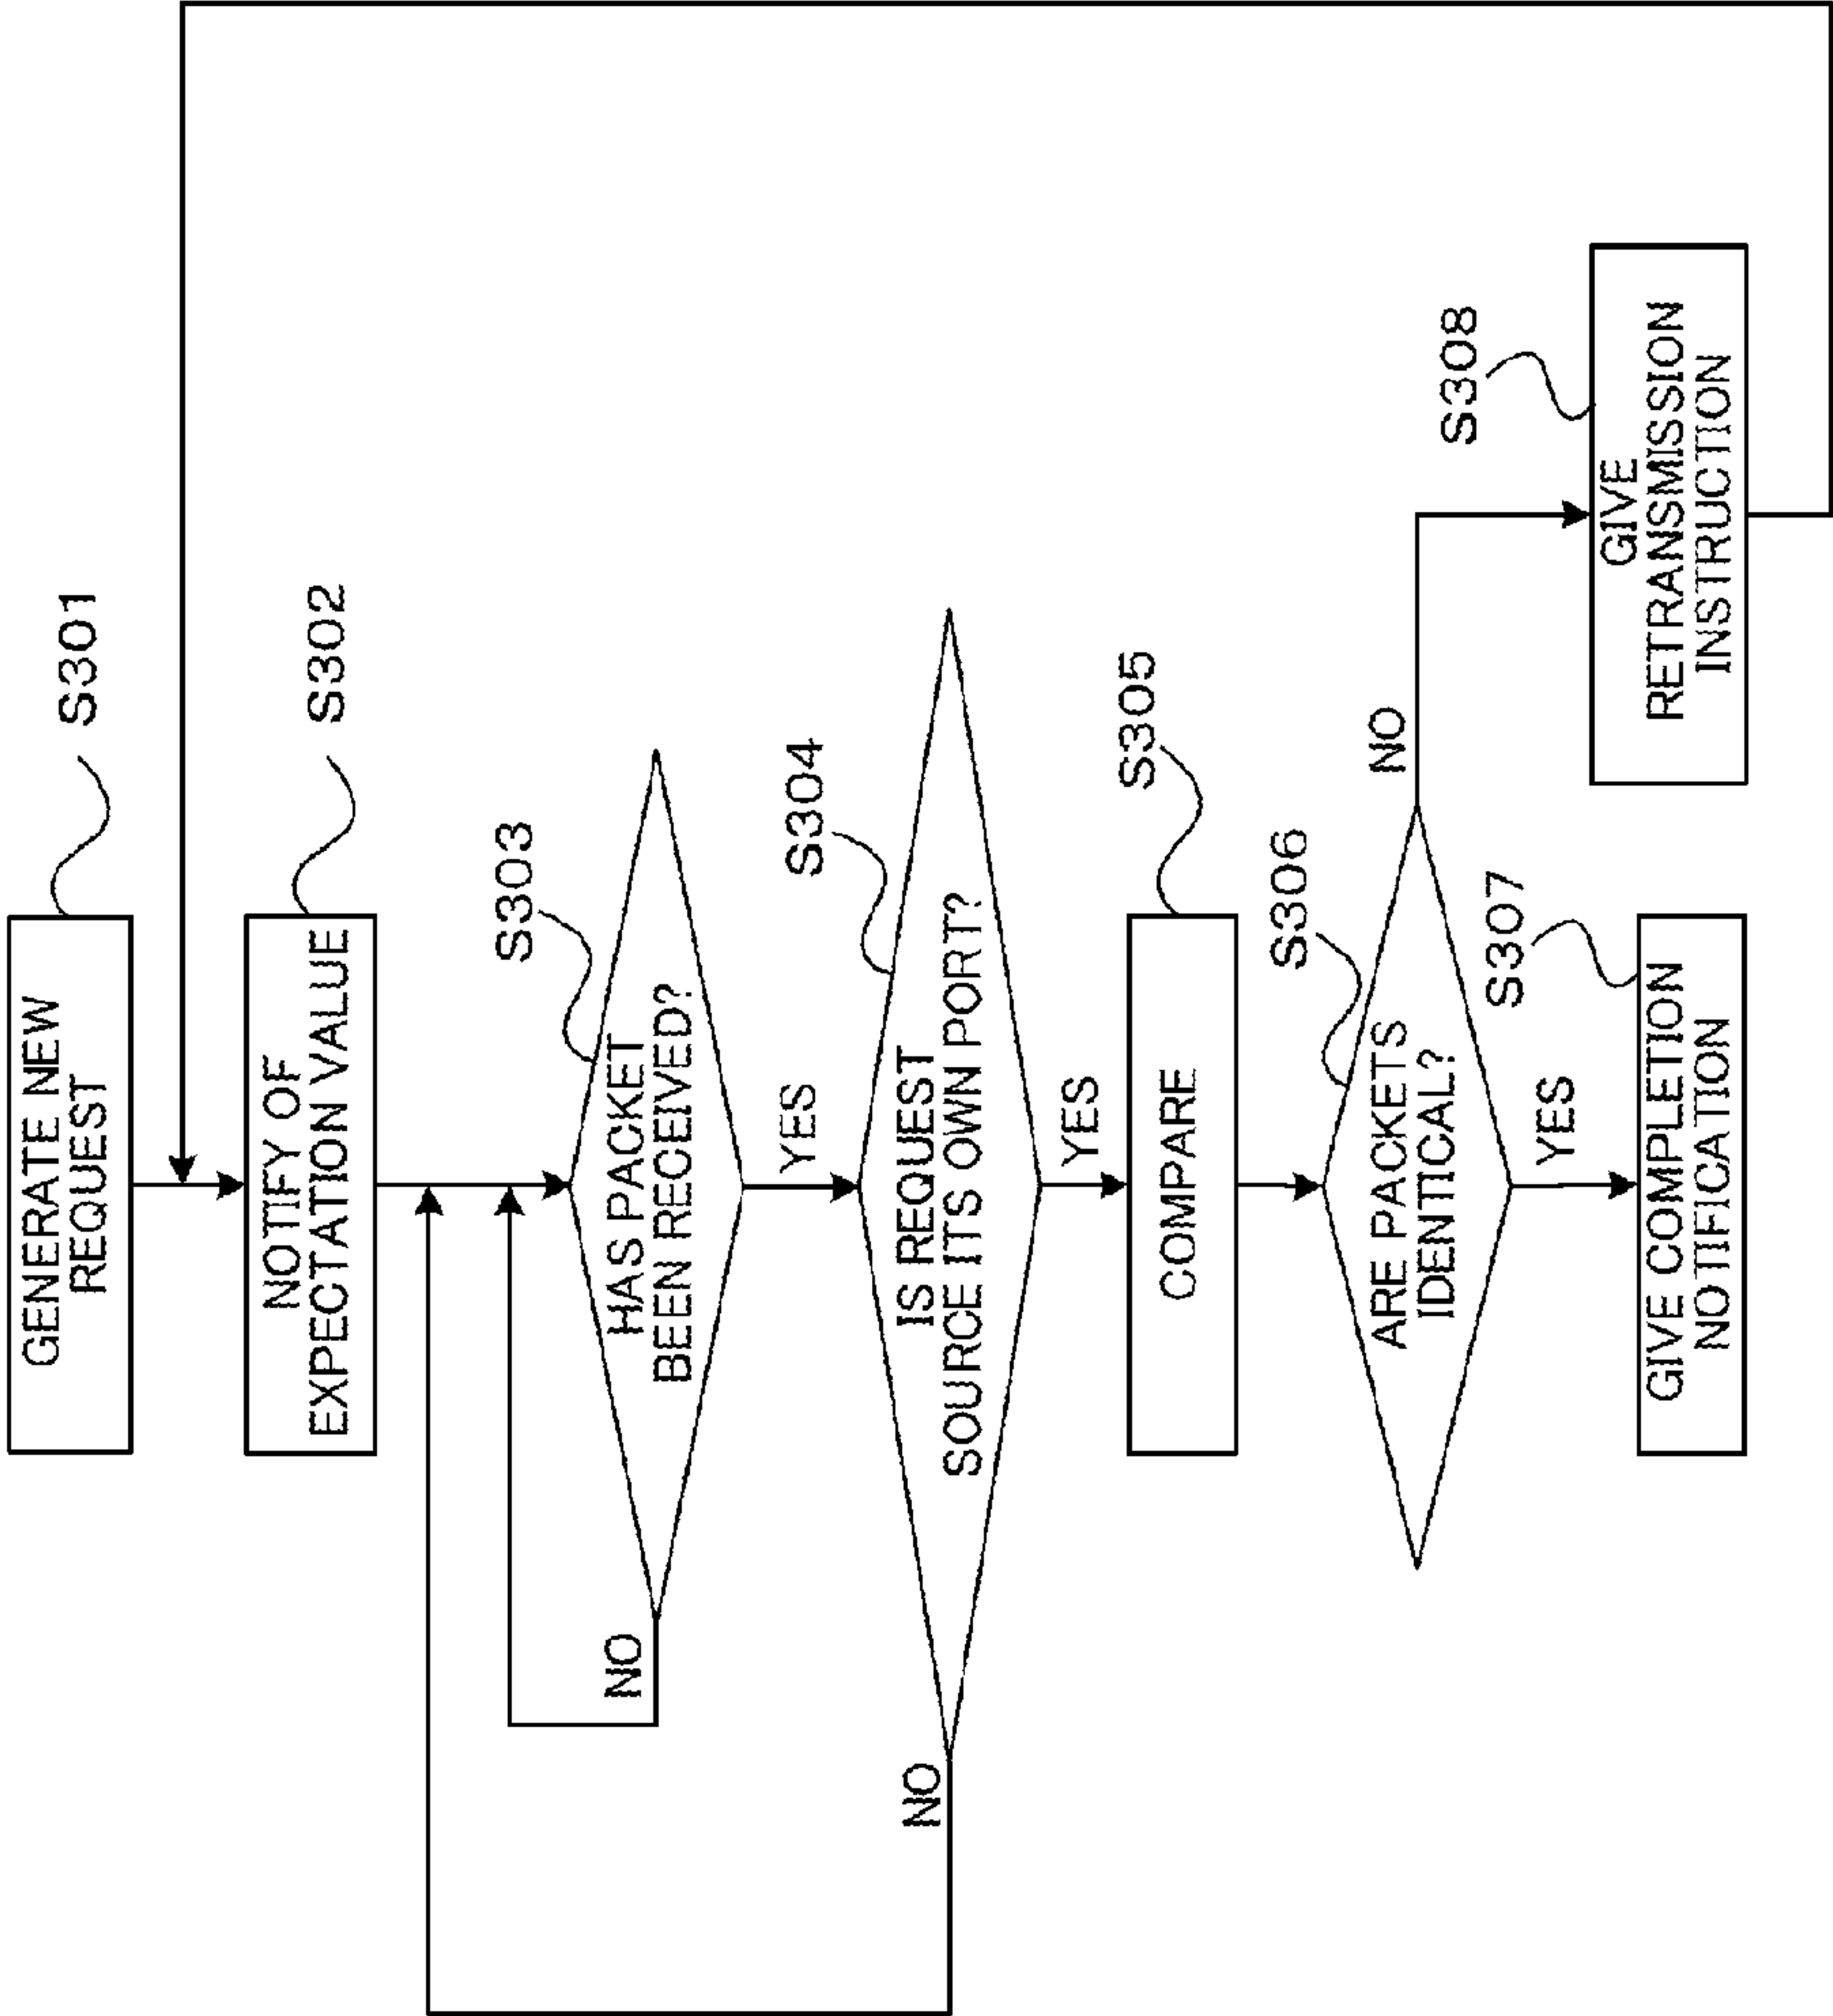 GENERATE NEW
REQUEST
S301
NOTIFY OF
EXPECTATION VALUE
S302
HAS PACKET
BEEN RECEIVED?
S303
NO
YES
IS REQUEST
SOURCE ITS OWN PORT?
S304
NO
YES
COMPARE
S305
ARE PACKETS
IDENTICAL?
S306
NO
YES
GIVE COMPLETION
NOTIFICATION
S307
GIVE
RETRANSMISSION
INSTRUCTION
S308